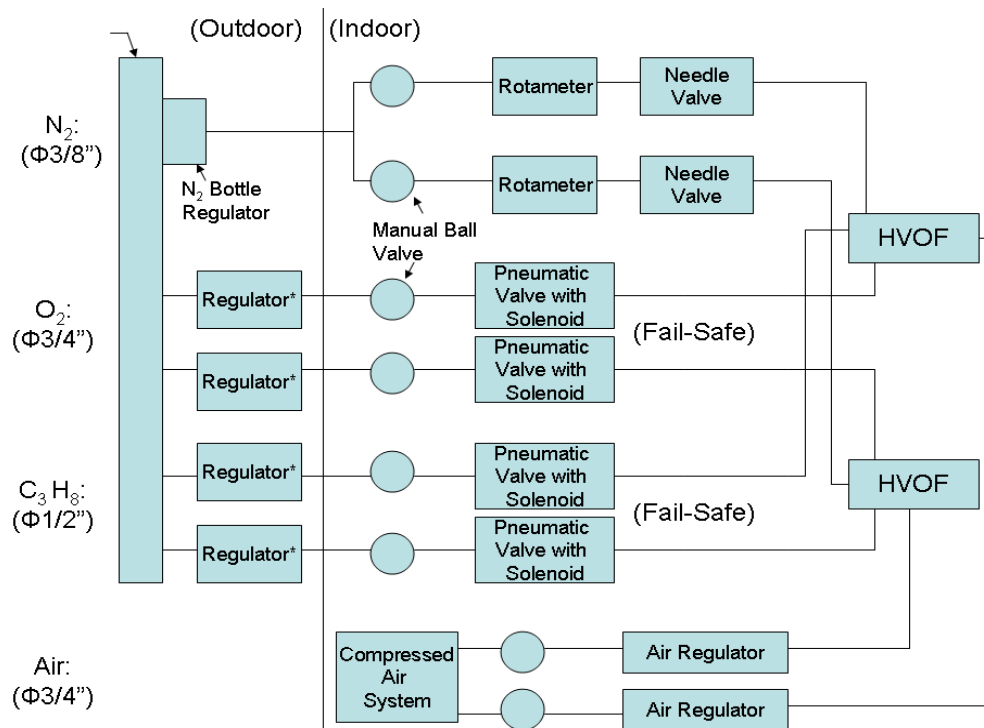 (Outdoor)
(Indoor)
N₂:
(Φ3/8”)
N₂ Bottle
Regulator
Rotameter
Needle
Valve
Rotameter
Needle
Valve
Manual Ball
Valve
HVOF
O₂:
(Φ3/4”)
Regulator*
Pneumatic
Valve with
Solenoid
(Fail-Safe)
Regulator*
Pneumatic
Valve with
Solenoid
C₃ H₈:
(Φ1/2”)
Regulator*
Pneumatic
Valve with
Solenoid
HVOF
(Fail-Safe)
Regulator*
Pneumatic
Valve with
Solenoid
Air:
(Φ3/4”)
Compressed
Air
System
Air Regulator
Air Regulator